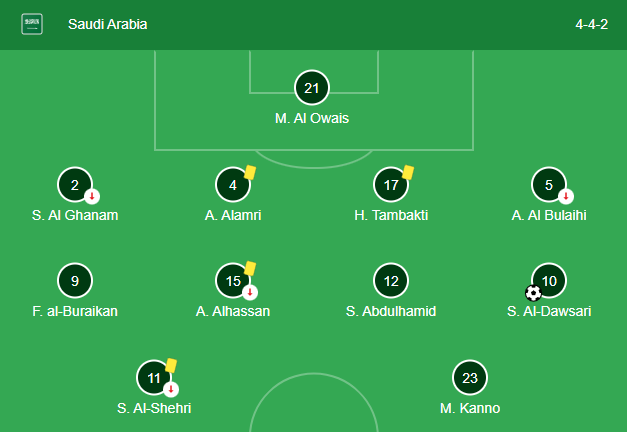 Saudi Arabia
4-4-2
21
M. Al Owais
2
4
17
5
S. Al Ghanam
A. Alamri
H. Tambakti
A. Al Bulaihi
9
15
12
10
F. al-Buraikan
A. Alhassan
S. Abdulhamid
S. Al-Dawsari
11
23
S. Al-Shehri
M. Kanno